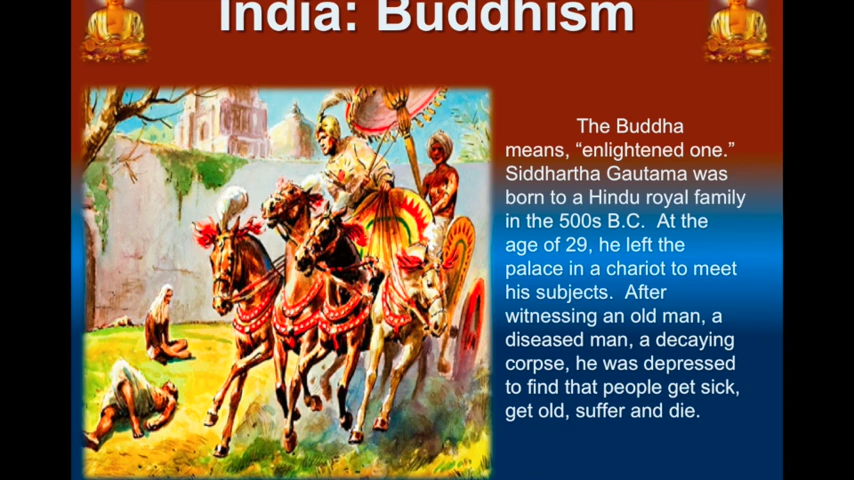 India: Buddhism
The Buddha
means, “enlightened one.”
Siddhartha Gautama was
born to a Hindu royal family
in the 500s B.C.  At the
age of 29, he left the
palace in a chariot to meet
his subjects.  After
witnessing an old man, a
diseased man, a decaying
corpse, he was depressed
to find that people get sick,
get old, suffer and die.